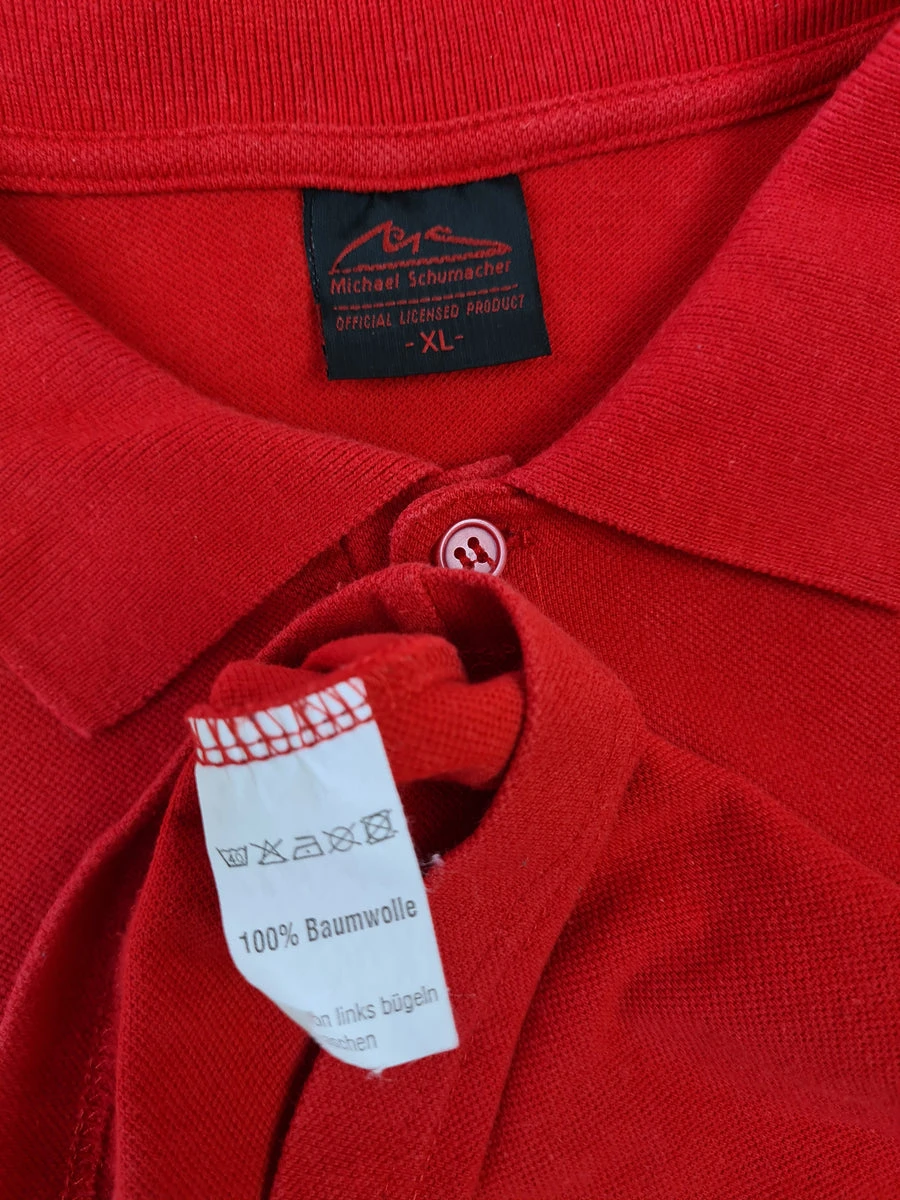 Michael Schumacher
OFFICIAL LICENSED PRODUCT
- XL -
40
100% Baumwolle
links bügeln